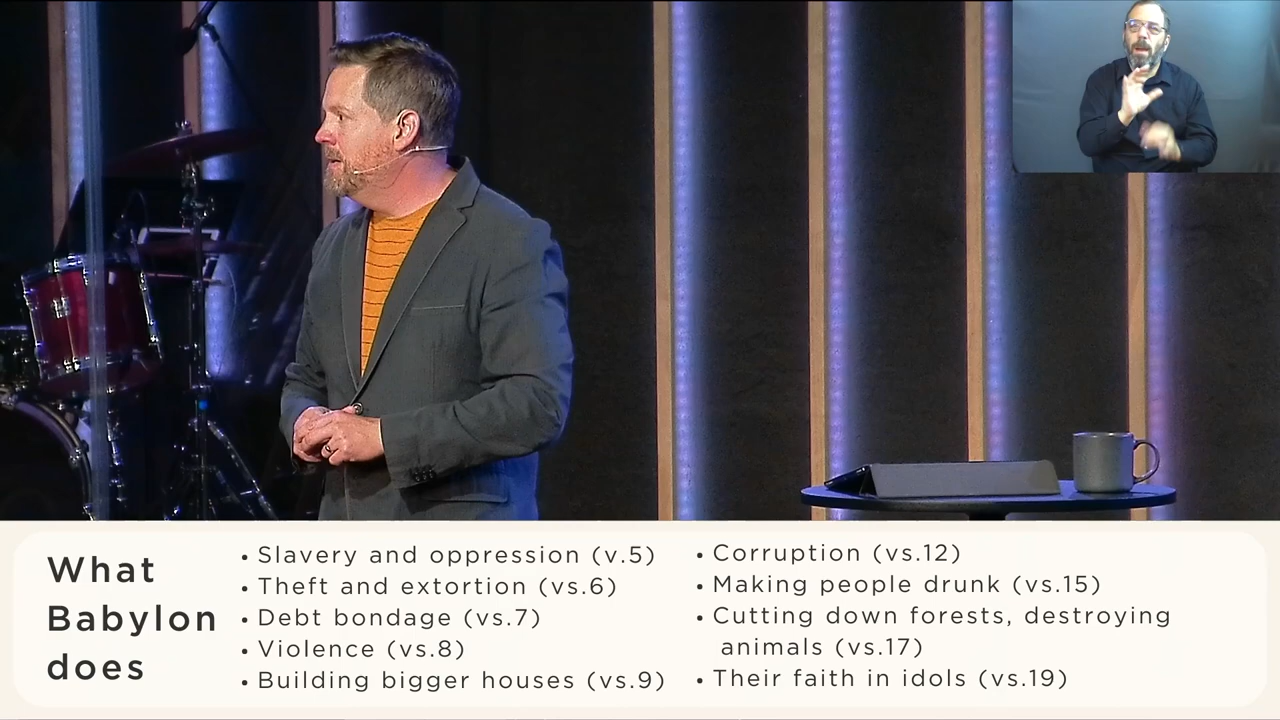 What
Babylon
does
• Slavery and oppression (v.5)
• Theft and extortion (vs.6)
• Debt bondage (vs.7)
• Violence (vs.8)
• Building bigger houses (vs.9)
• Corruption (vs.12)
• Making people drunk (vs.15)
• Cutting down forests, destroying
animals (vs.17)
• Their faith in idols (vs.19)